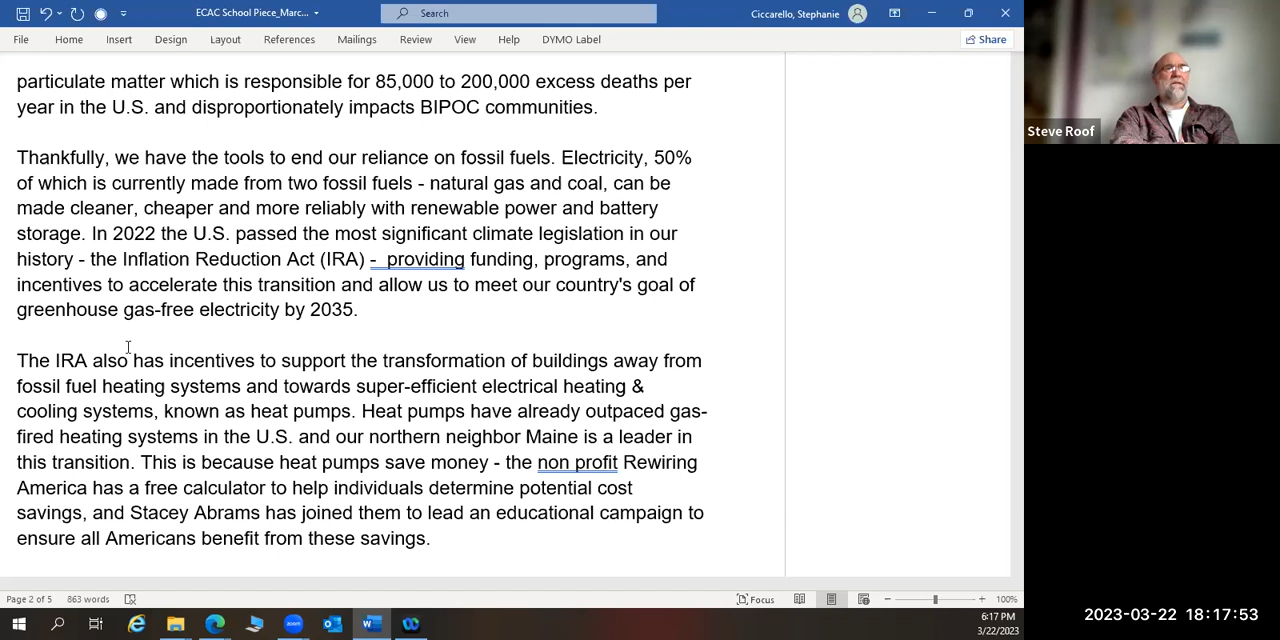 ECAC School Piece_Marc...
Search
Ciccarello, Stephanie
File Home Insert Design Layout References Mailings Review View Help DYMO Label Share
particulate matter which is responsible for 85,000 to 200,000 excess deaths per
year in the U.S. and disproportionately impacts BIPOC communities.
Thankfully, we have the tools to end our reliance on fossil fuels. Electricity, 50%
of which is currently made from two fossil fuels - natural gas and coal, can be
made cleaner, cheaper and more reliably with renewable power and battery
storage. In 2022 the U.S. passed the most significant climate legislation in our
history - the Inflation Reduction Act (IRA) -  providing funding, programs, and
incentives to accelerate this transition and allow us to meet our country's goal of
greenhouse gas-free electricity by 2035.
The IRA also has incentives to support the transformation of buildings away from
fossil fuel heating systems and towards super-efficient electrical heating &
cooling systems, known as heat pumps. Heat pumps have already outpaced gas-
fired heating systems in the U.S. and our northern neighbor Maine is a leader in
this transition. This is because heat pumps save money - the non profit Rewiring
America has a free calculator to help individuals determine potential cost
savings, and Stacey Abrams has joined them to lead an educational campaign to
ensure all Americans benefit from these savings.
Steve Roof
Page 2 of 5 863 words Focus 100%
6:17 PM
3/22/2023
2023-03-22 18:17:53